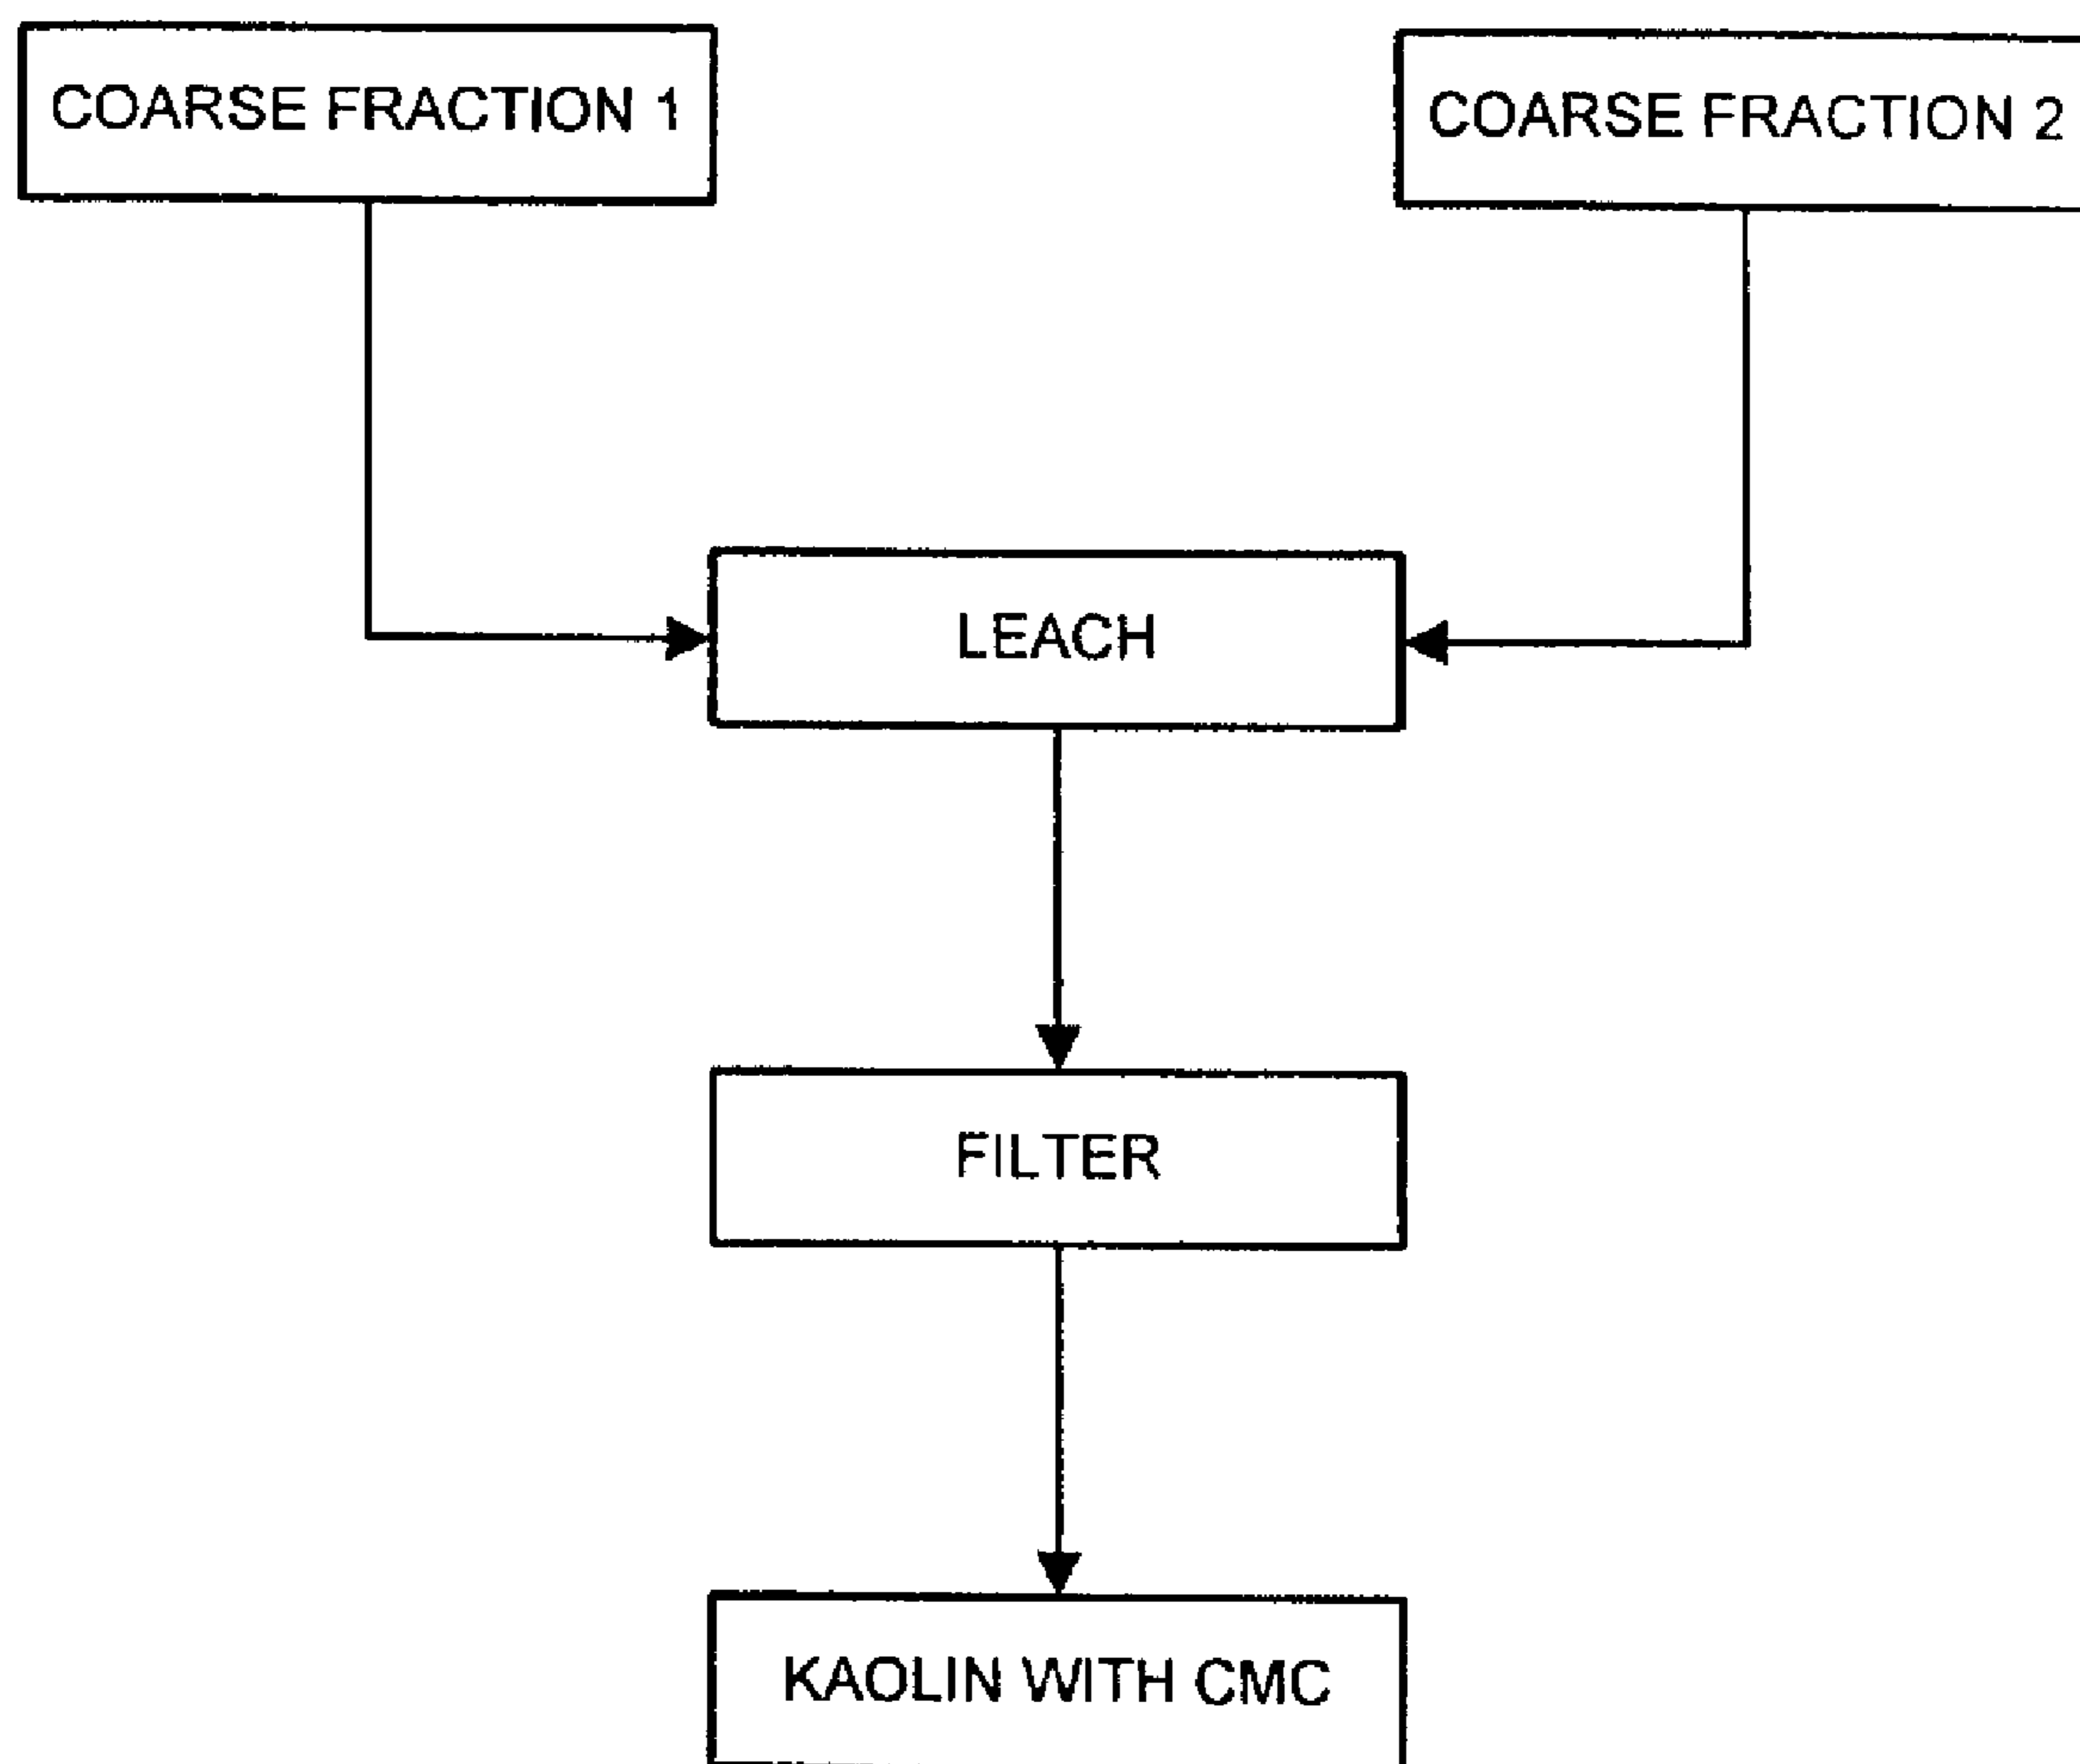 COARSE FRACTION 1
COARSE FRACTION 2
LEACH
FILTER
KAOLIN WITH CMC